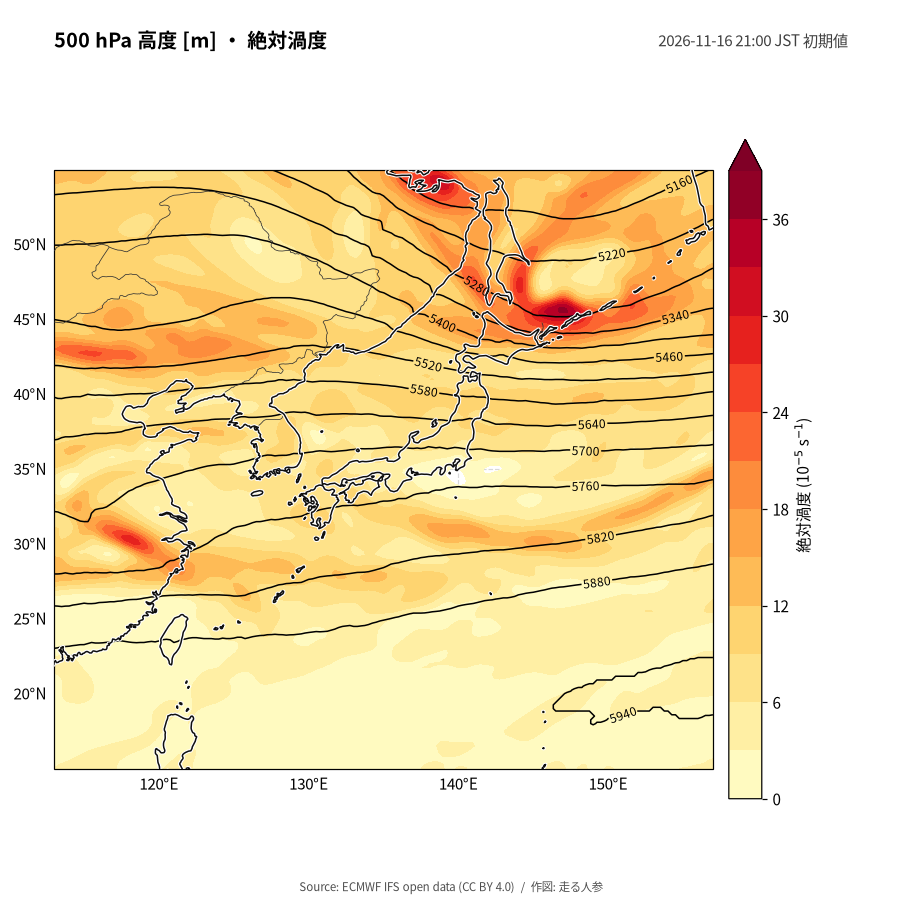 500 hPa 高度 [m] ・ 絶対渦度
2026-11-16 21:00 JST 初期値
5160
5220
5280
5340
5400
5460
5520
5580
5640
5700
5760
5820
5880
5940
50°N
45°N
40°N
35°N
30°N
25°N
20°N
120°E
130°E
140°E
150°E
36
30
24
18
12
6
0
絶対渦度 (10⁻⁵ s⁻¹)
Source: ECMWF IFS open data (CC BY 4.0) / 作図: 走る人参